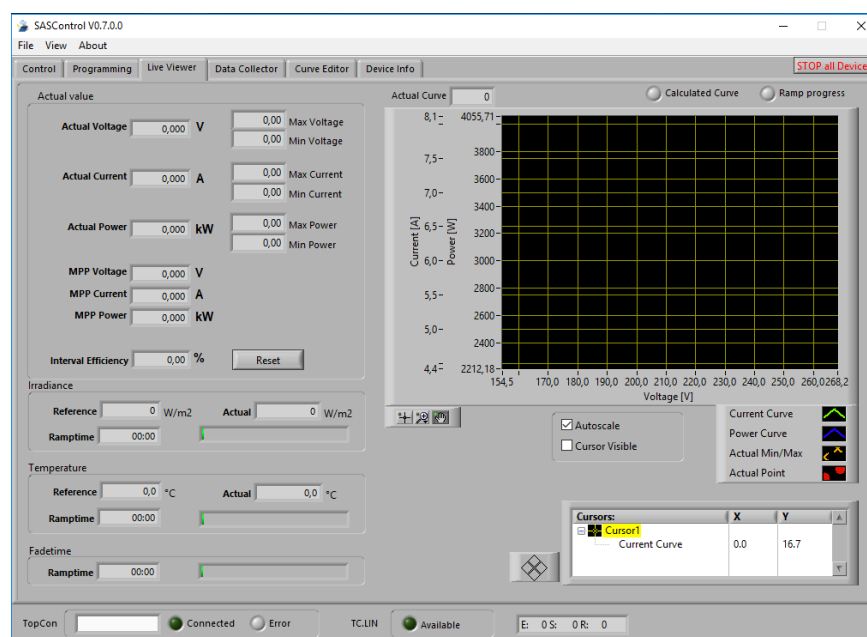 SASControl V0.7.0.0
File View About
Control Programming Live Viewer Data Collector Curve Editor Device Info STOP all Device
Actual value
Actual Voltage 0,000 V 0,00 Max Voltage
0,00 Min Voltage
Actual Current 0,000 A 0,00 Max Current
0,00 Min Current
Actual Power 0,000 kW 0,00 Max Power
0,00 Min Power
MPP Voltage 0,000 V
MPP Current 0,000 A
MPP Power 0,000 kW
Interval Efficiency 0,00 % Reset
Irradiance
Reference 0 W/m2 Actual 0 W/m2
Ramptime 00:00
Temperature
Reference 0,0 °C Actual 0,0 °C
Ramptime 00:00
Fadetime
Ramptime 00:00
Actual Curve 0 Calculated Curve Ramp progress
Current [A]
8,1
7,5
7,0
6,5
6,0
5,5
5,0
4,4
Power [W]
4055,71
3800
3600
3400
3200
3000
2800
2600
2400
2212,18
154,5 170,0 180,0 190,0 200,0 210,0 220,0 230,0 240,0 250,0 260,0 268,2
Voltage [V]
Autoscale
Cursor Visible
Current Curve
Power Curve
Actual Min/Max
Actual Point
Cursors: X Y
Cursor1
Current Curve 0.0 16.7
TopCon Connected Error TC.LIN Available E: 0 S: 0 R: 0